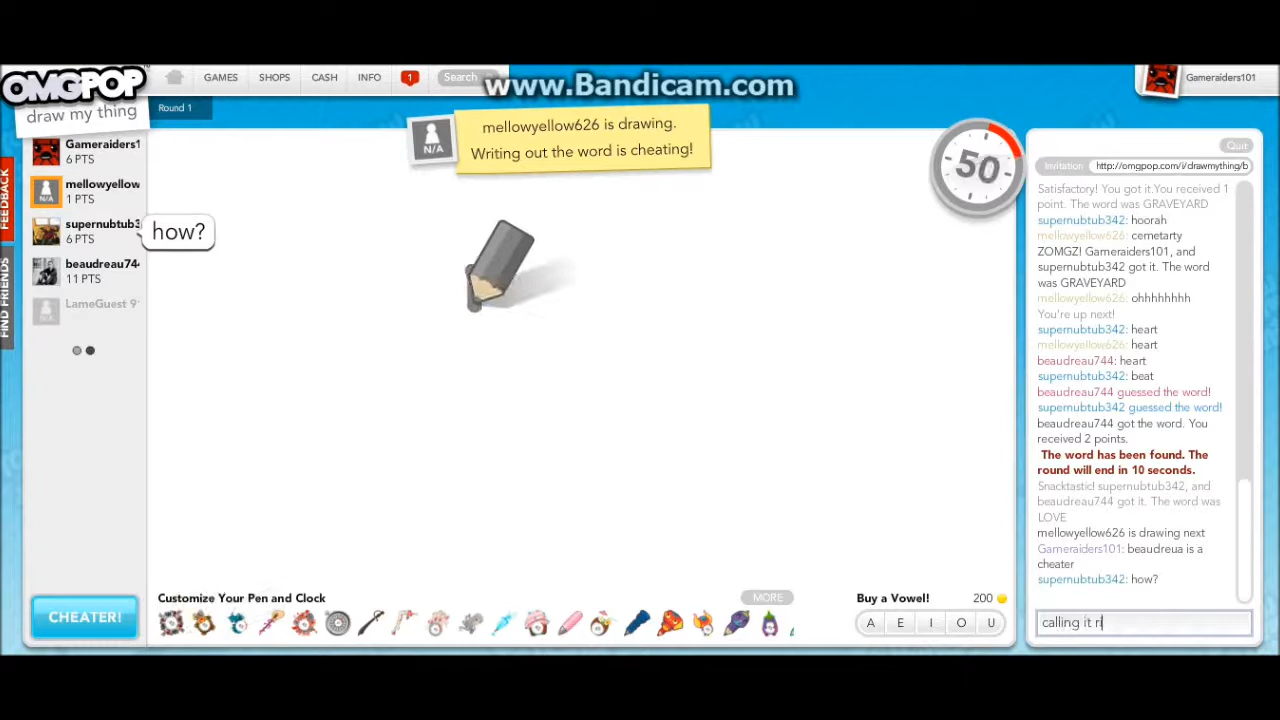 www.Bandicam.com
OMGPOP
GAMES SHOPS CASH INFO 1 Search
Gameraiders101
draw my thing
Round 1
mellowyellow626 is drawing.
Writing out the word is cheating!
N/A
50
FEEDBACK
FIND FRIENDS
Gameraiders1
6 PTS
N/A
mellowyellow
1 PTS
supernubtub3
6 PTS
how?
beaudreau744
11 PTS
LameGuest 9
N/A
CHEATER!
Customize Your Pen and Clock
MORE
Buy a Vowel!
200
A E I O U
Quit
Invitation http://omgpop.com/i/drawmything/b
Satisfactory! You got it.You received 1
point. The word was GRAVEYARD
supernubtub342: hoorah
mellowyellow626: cemetarty
ZOMGZ! Gameraiders101, and
supernubtub342 got it. The word
was GRAVEYARD
mellowyellow626: ohhhhhhhh
You're up next!
supernubtub342: heart
mellowyellow626: heart
beaudreau744: heart
supernubtub342: beat
beaudreau744 guessed the word!
supernubtub342 guessed the word!
beaudreau744 got the word. You
received 2 points.
The word has been found. The
round will end in 10 seconds.
Snacktastic! supernubtub342, and
beaudreau744 got it. The word was
LOVE
mellowyellow626 is drawing next
Gameraiders101: beaudreua is a
cheater
supernubtub342: how?
calling it ri